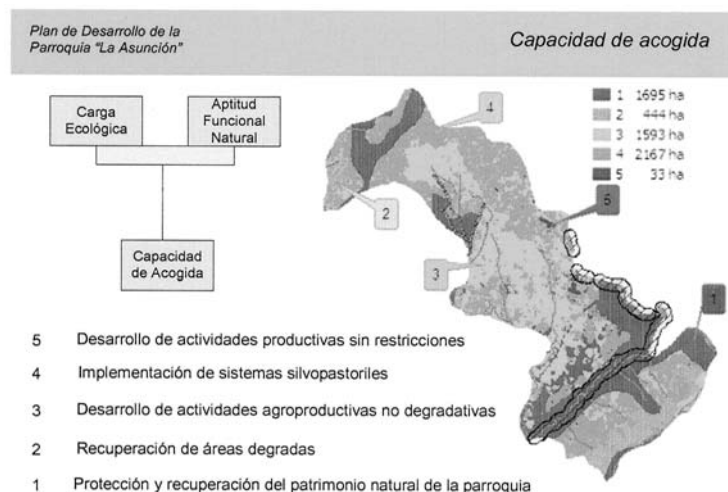 Plan de Desarrollo de la
Parroquia "La Asunción"
Capacidad de acogida
Carga
Ecológica
Aptitud
Funcional
Natural
Capacidad
de Acogida
4
2
3
5
1
1 1695 ha
2 444 ha
3 1593 ha
4 2167 ha
5 33 ha
5 Desarrollo de actividades productivas sin restricciones
4 Implementación de sistemas silvopastoriles
3 Desarrollo de actividades agroproductivas no degradativas
2 Recuperación de áreas degradas
1 Protección y recuperación del patrimonio natural de la parroquia